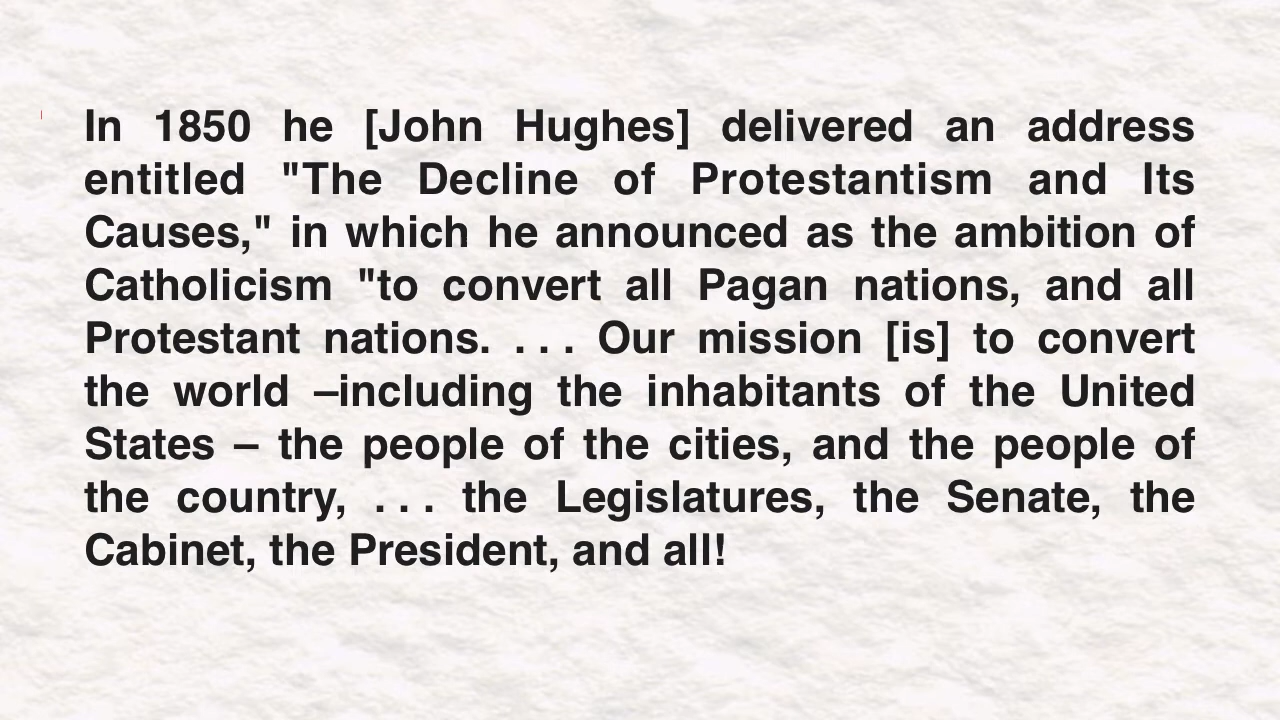 In 1850 he [John Hughes] delivered an address
entitled "The Decline of Protestantism and Its
Causes," in which he announced as the ambition of
Catholicism "to convert all Pagan nations, and all
Protestant nations. . . . Our mission [is] to convert
the world –including the inhabitants of the United
States – the people of the cities, and the people of
the country, . . . the Legislatures, the Senate, the
Cabinet, the President, and all!